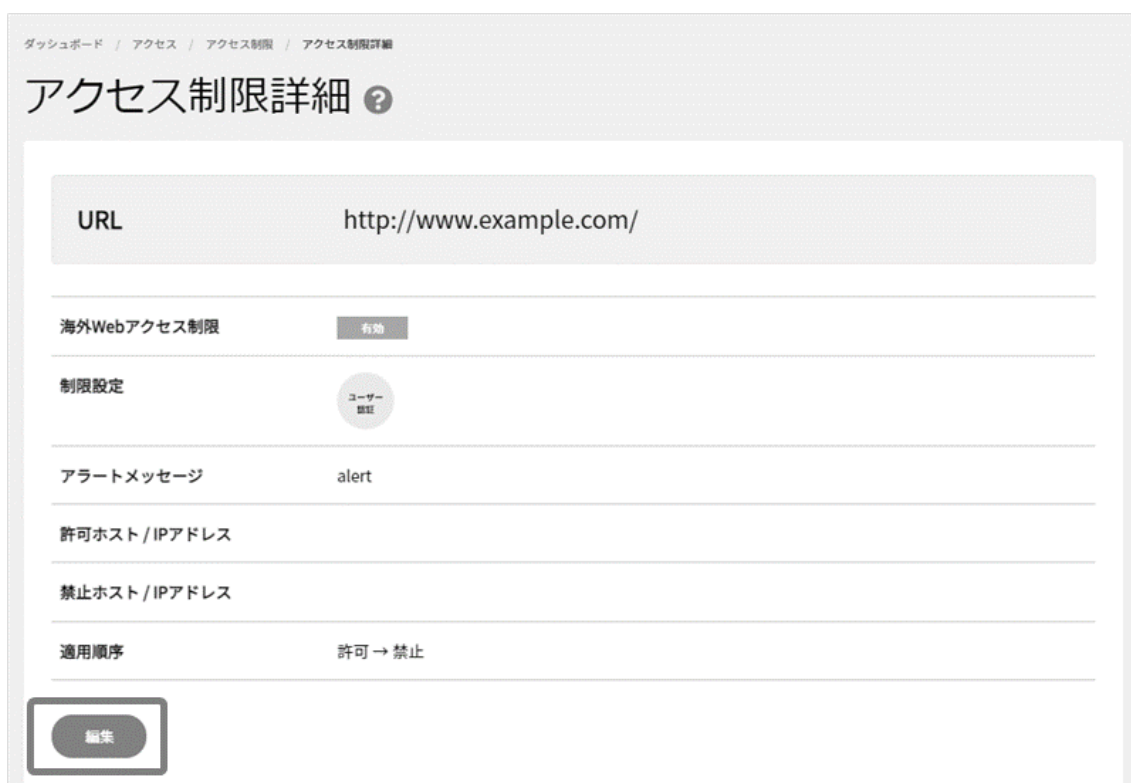 ダッシュボード / アクセス / アクセス制限 / アクセス制限詳細
アクセス制限詳細 ?
URL http://www.example.com/
海外Webアクセス制限 有効
制限設定 ユーザー
認証
アラートメッセージ alert
許可ホスト / IPアドレス
禁止ホスト / IPアドレス
適用順序 許可 → 禁止
編集